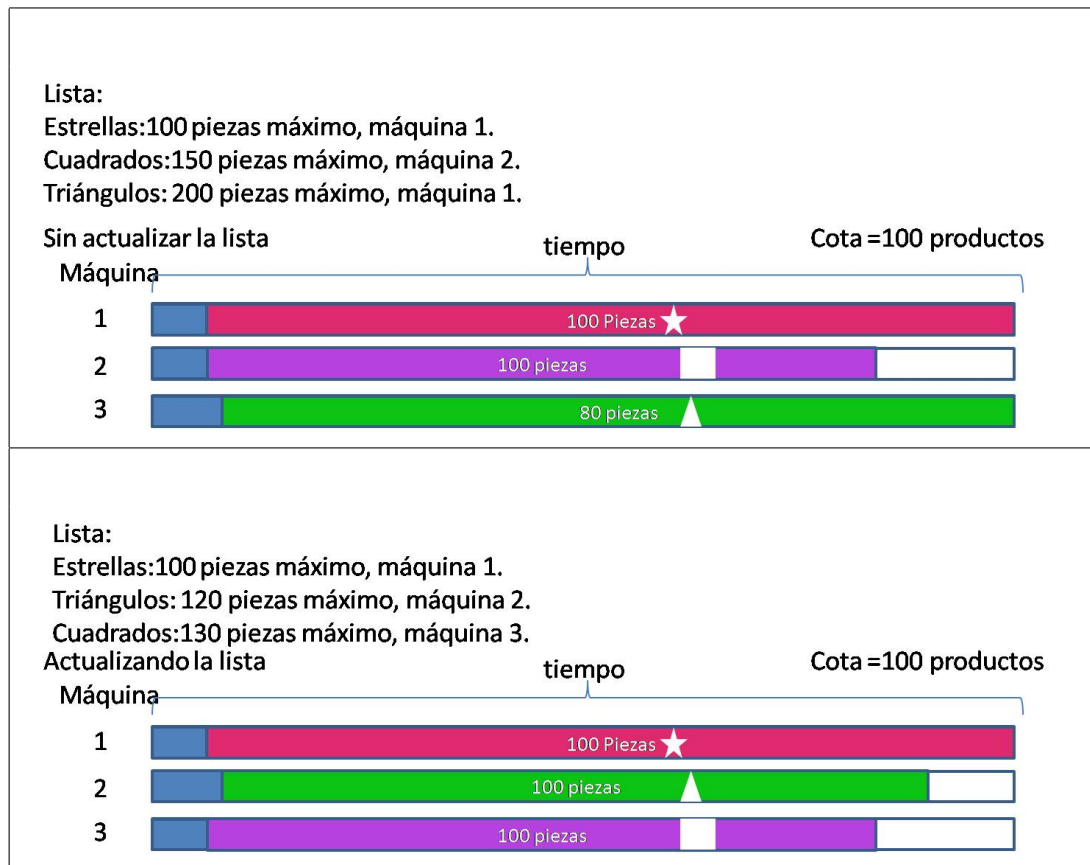 Lista:
Estrellas:100 piezas máximo, máquina 1.
Cuadrados:150 piezas máximo, máquina 2.
Triángulos: 200 piezas máximo, máquina 1.
Sin actualizar la lista
tiempo
Cota =100 productos
Máquina
1
100 Piezas
2
100 piezas
3
80 piezas
Lista:
Estrellas:100 piezas máximo, máquina 1.
Triángulos: 120 piezas máximo, máquina 2.
Cuadrados:130 piezas máximo, máquina 3.
Actualizando la lista
tiempo
Cota =100 productos
Máquina
1
100 Piezas
2
100 piezas
3
100 piezas